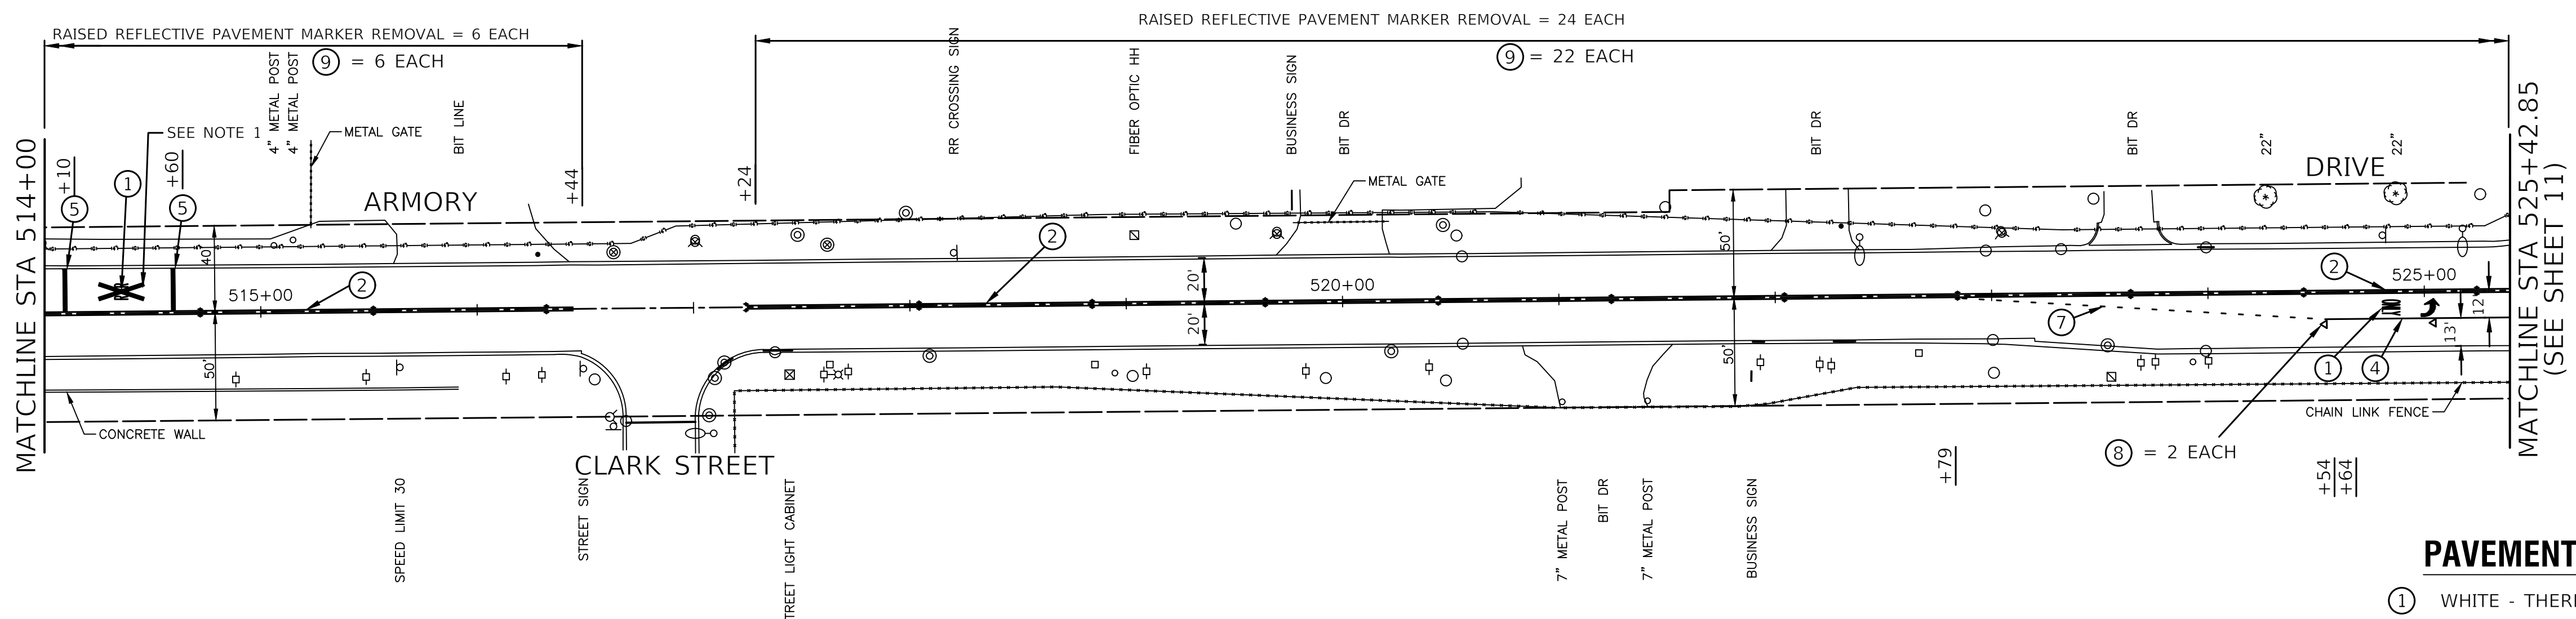 RAISED REFLECTIVE PAVEMENT MARKER REMOVAL = 24 EACH
RAISED REFLECTIVE PAVEMENT MARKER REMOVAL = 6 EACH
9 = 6 EACH
9 = 22 EACH
4" METAL POST
4" METAL POST
BIT LINE
RR CROSSING SIGN
FIBER OPTIC HH
BUSINESS SIGN
BIT DR
BIT DR
BIT DR
22"
22"
SEE NOTE 1
METAL GATE
METAL GATE
MATCHLINE STA 514+00
MATCHLINE STA 525+42.85
(SEE SHEET 11)
+10
+60
+44
+24
5
1
5
ARMORY
DRIVE
2
2
2
40'
50'
20'
20'
50'
50'
515+00
520+00
525+00
12'
13'
7
1
4
CONCRETE WALL
CHAIN LINK FENCE
CLARK STREET
8 = 2 EACH
+79
+54
+64
SPEED LIMIT 30
STREET SIGN
TREET LIGHT CABINET
7" METAL POST
BIT DR
7" METAL POST
BUSINESS SIGN
PAVEMENT
1 WHITE - THER